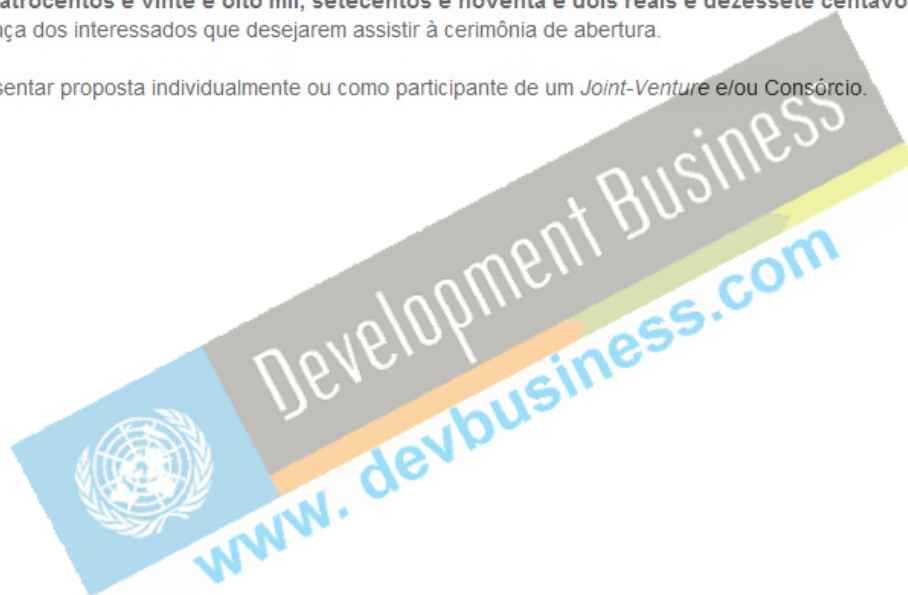 atrocentos e vinte e oito mil, setecentos e noventa e dois reais e dezessete centavo
ça dos interessados que desejarem assistir à cerimônia de abertura.
sentar proposta individualmente ou como participante de um Joint-Venture e/ou Consórcio.
Development Business
www. devbusiness.com